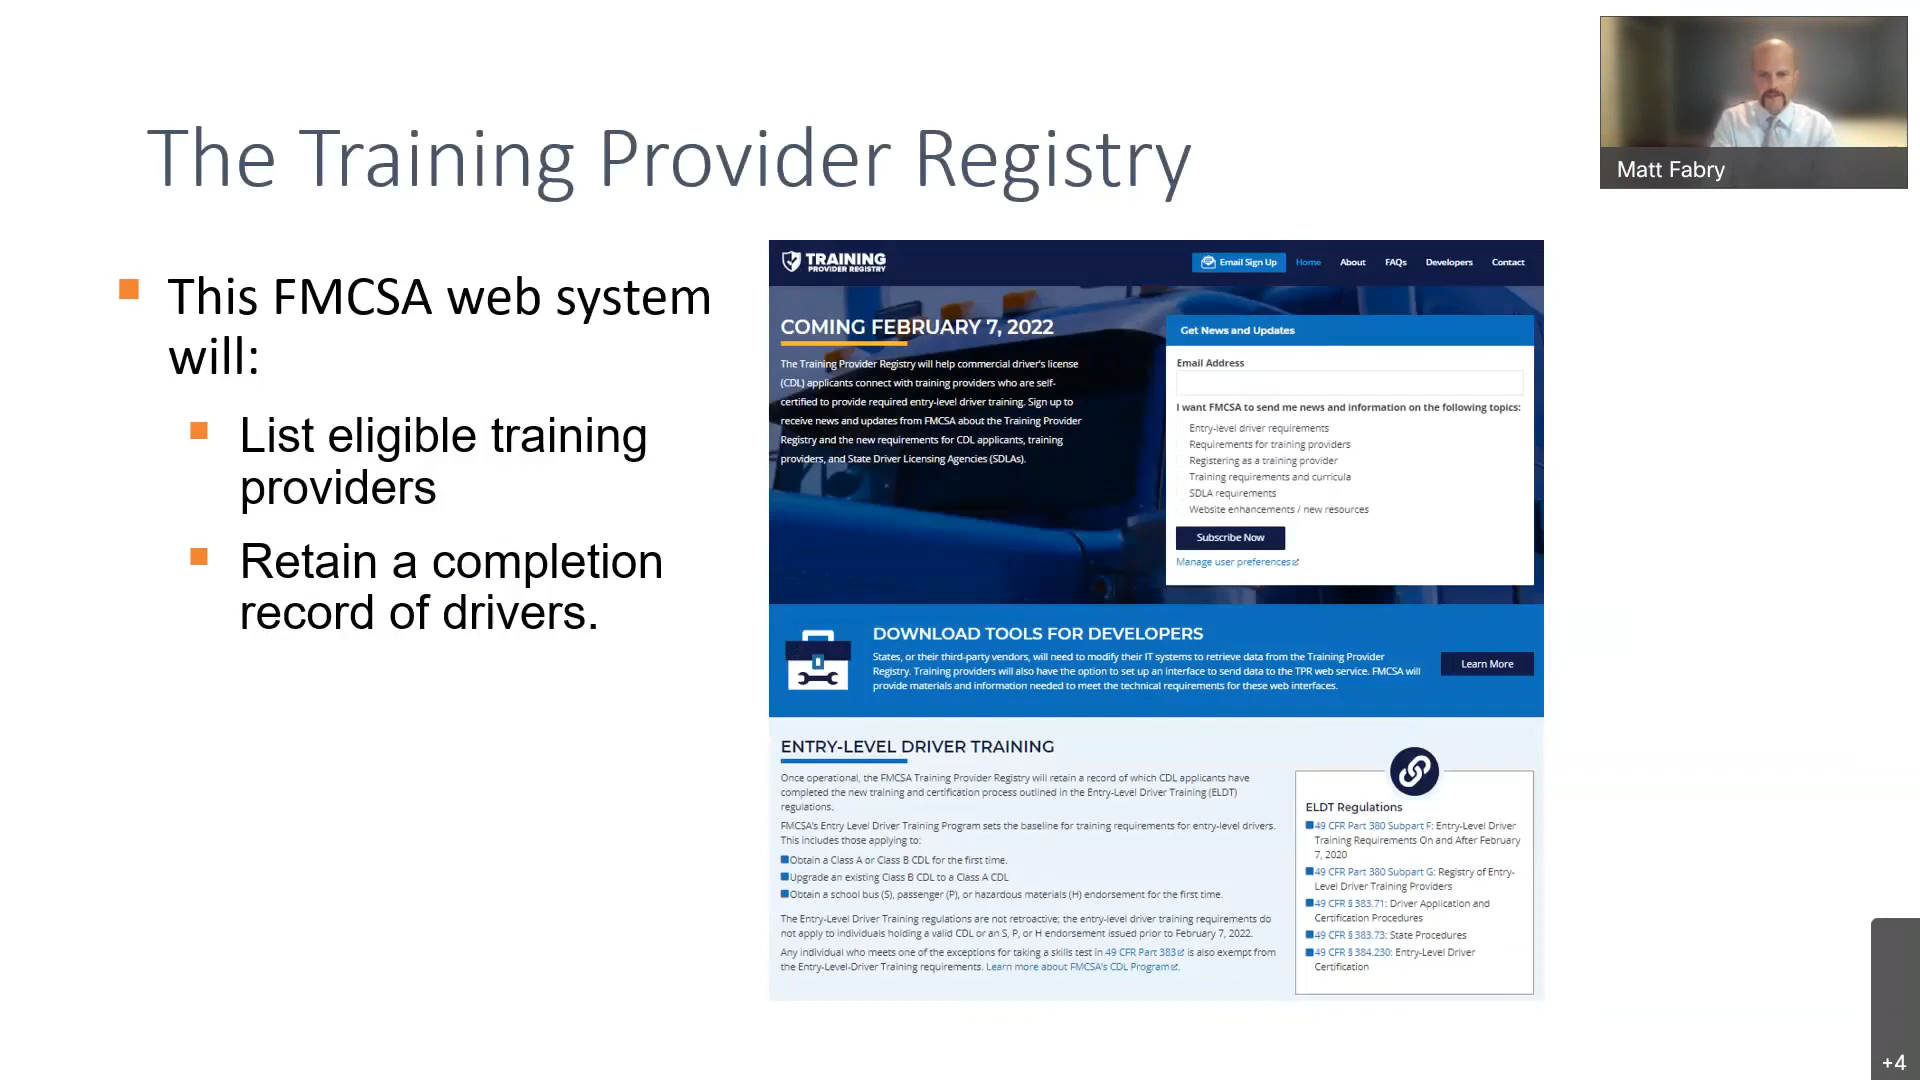 The Training Provider Registry
Matt Fabry
This FMCSA web system
will:
List eligible training
providers
Retain a completion
record of drivers.
TRAINING
PROVIDER REGISTRY
Email Sign Up Home About FAQs Developers Contact
COMING FEBRUARY 7, 2022
The Training Provider Registry will help commercial driver's license
(CDL) applicants connect with training providers who are self-
certified to provide required entry-level driver training. Sign up to
receive news and updates from FMCSA about the Training Provider
Registry and the new requirements for CDL applicants, training
providers, and State Driver Licensing Agencies (SDLAs).
Get News and Updates
Email Address
I want FMCSA to send me news and information on the following topics:
Entry-level driver requirements
Requirements for training providers
Registering as a training provider
Training requirements and curricula
SDLA requirements
Website enhancements / new resources
Subscribe Now
Manage user preferences
DOWNLOAD TOOLS FOR DEVELOPERS
States, or their third-party vendors, will need to modify their IT systems to retrieve data from the Training Provider
Registry. Training providers will also have the option to set up an interface to send data to the TPR web service. FMCSA will
provide materials and information needed to meet the technical requirements for these web interfaces.
Learn More
ENTRY-LEVEL DRIVER TRAINING
Once operational, the FMCSA Training Provider Registry will retain a record of which CDL applicants have
completed the new training and certification process outlined in the Entry-Level Driver Training (ELDT)
regulations.
FMCSA's Entry Level Driver Training Program sets the baseline for training requirements for entry-level drivers.
This includes those applying to:
Obtain a Class A or Class B CDL for the first time.
Upgrade an existing Class B CDL to a Class A CDL
Obtain a school bus (S), passenger (P), or hazardous materials (H) endorsement for the first time.
The Entry-Level Driver Training regulations are not retroactive; the entry-level driver training requirements do
not apply to individuals holding a valid CDL or an S, P, or H endorsement issued prior to February 7, 2022.
Any individual who meets one of the exceptions for taking a skills test in 49 CFR Part 383 is also exempt from
the Entry-Level-Driver Training requirements. Learn more about FMCSA's CDL Program.
ELDT Regulations
49 CFR Part 380 Subpart F: Entry-Level Driver
Training Requirements On and After February
7, 2020
49 CFR Part 380 Subpart G: Registry of Entry-
Level Driver Training Providers
49 CFR § 383.71: Driver Application and
Certification Procedures
49 CFR § 383.73: State Procedures
49 CFR § 384.230: Entry-Level Driver
Certification
+4